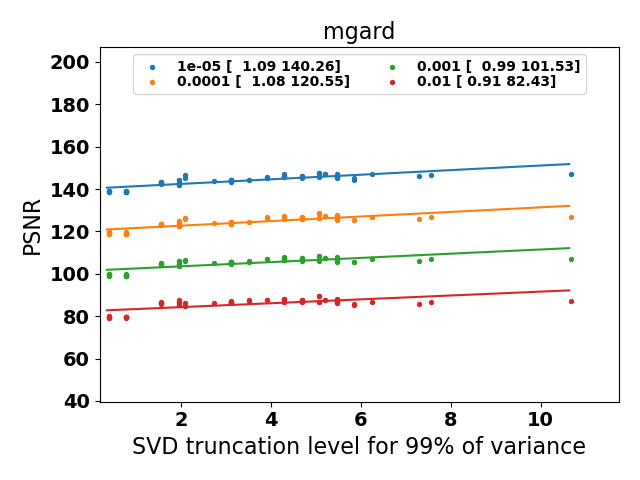 mgard
1e-05 [ 1.09 140.26]
0.0001 [ 1.08 120.55]
0.001 [ 0.99 101.53]
0.01 [ 0.91 82.43]
PSNR
200
180
160
140
120
100
80
60
40
2 4 6 8 10
SVD truncation level for 99% of variance